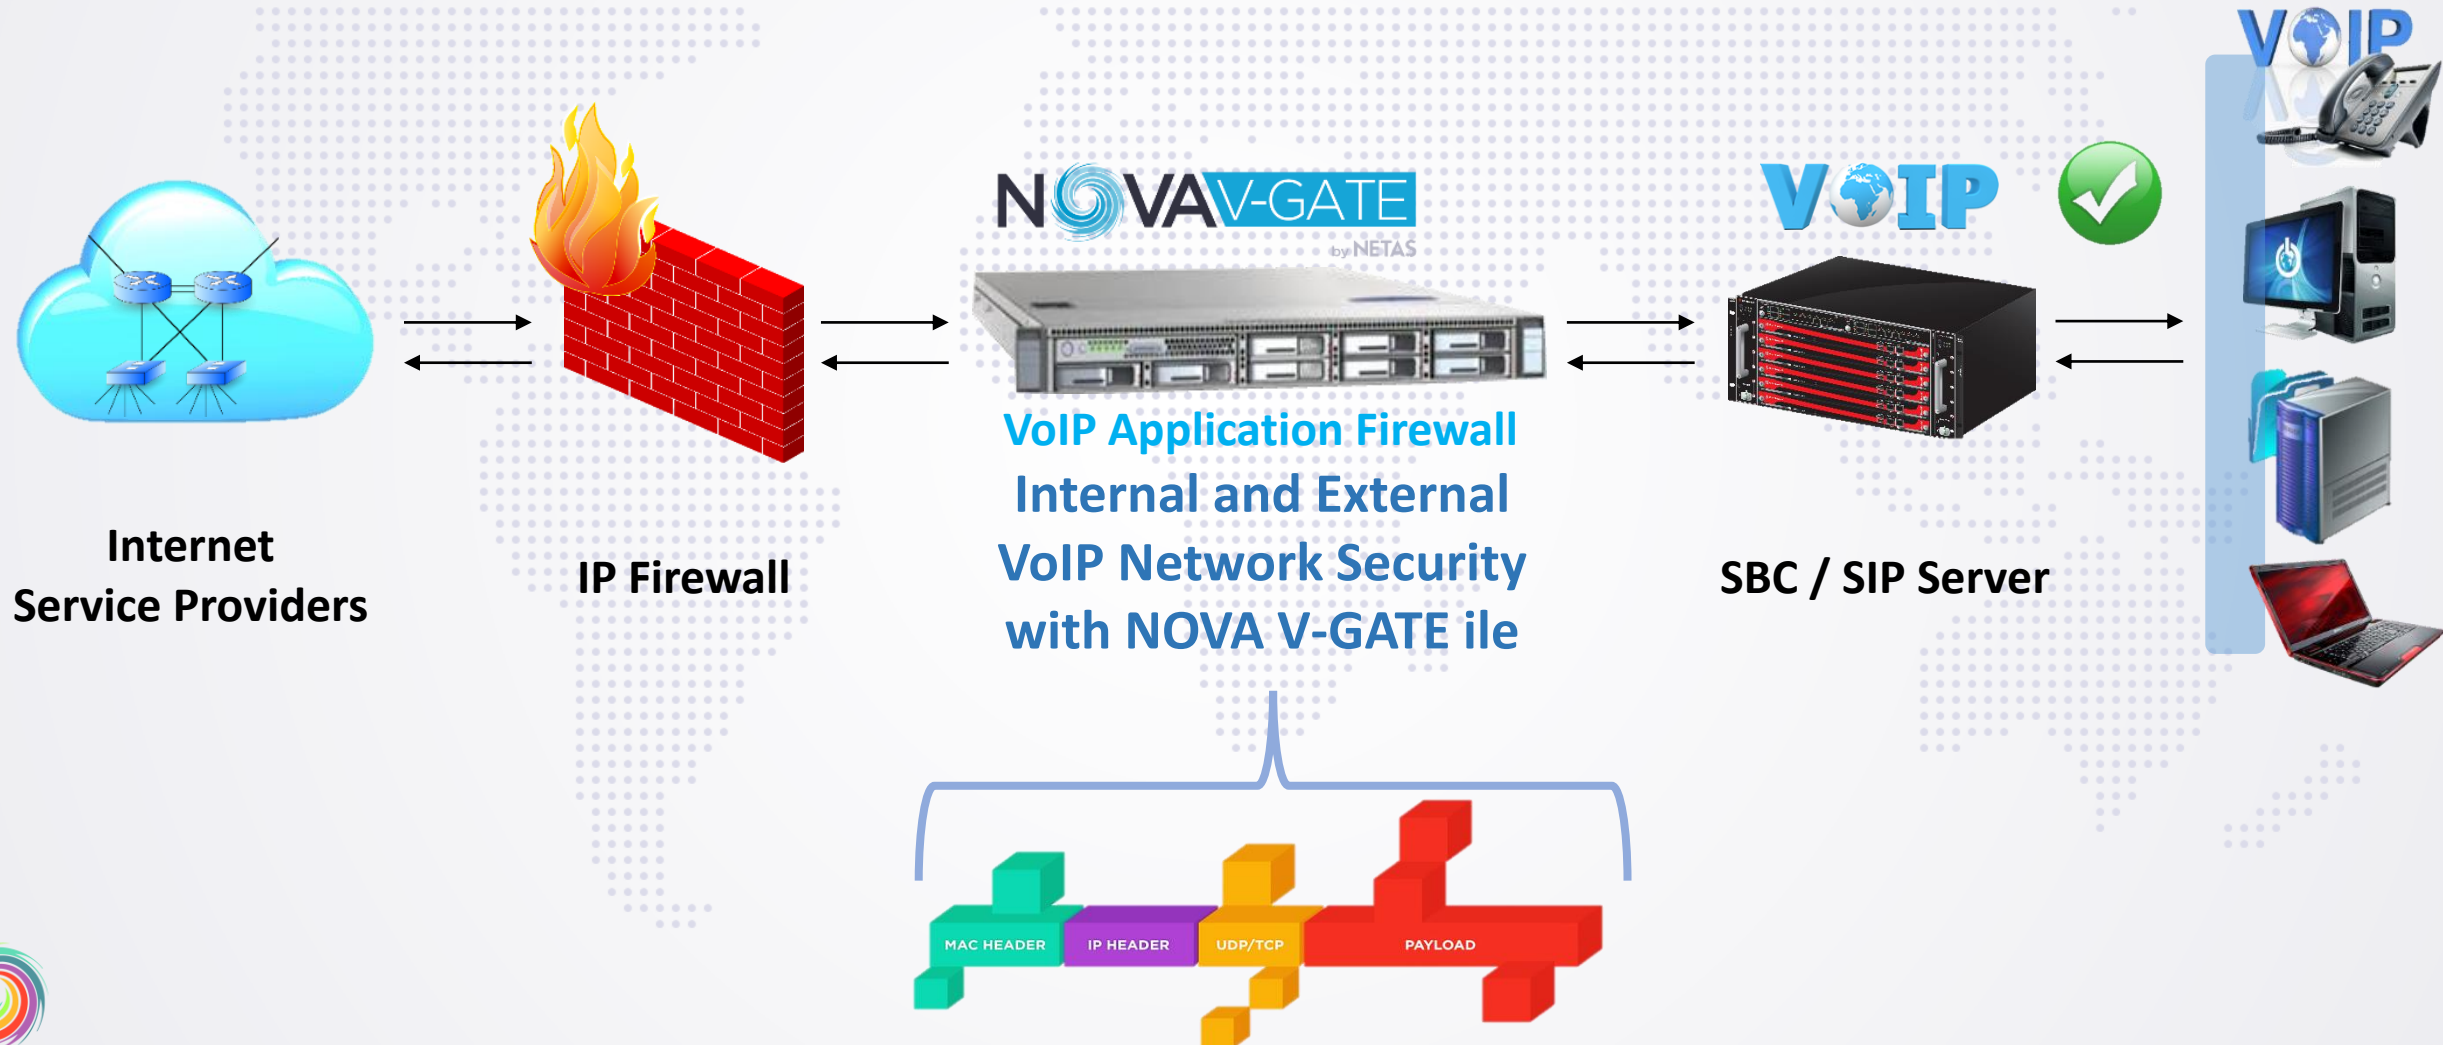 VOIP
NOVA V-GATE
by NETAS
VOIP
Internet
Service Providers
IP Firewall
VoIP Application Firewall
Internal and External
VoIP Network Security
with NOVA V-GATE ile
SBC / SIP Server
MAC HEADER
IP HEADER
UDP/TCP
PAYLOAD